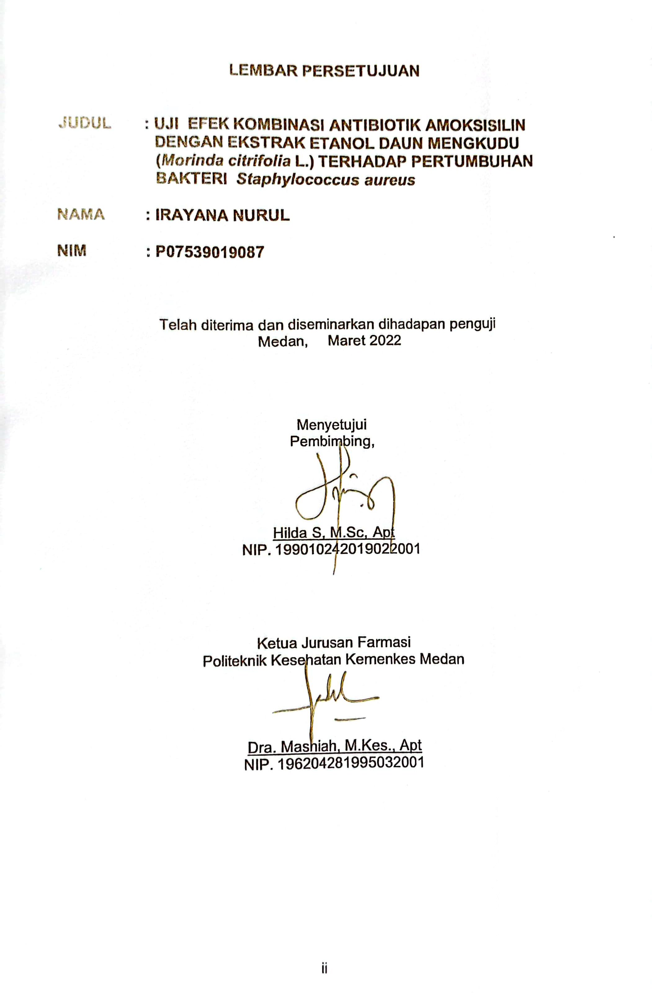 LEMBAR PERSETUJUAN
JUDUL : UJI EFEK KOMBINASI ANTIBIOTIK AMOKSISILIN
DENGAN EKSTRAK ETANOL DAUN MENGKUDU
(Morinda citrifolia L.) TERHADAP PERTUMBUHAN
BAKTERI Staphylococcus aureus
NAMA : IRAYANA NURUL
NIM : P07539019087
Telah diterima dan diseminarkan dihadapan penguji
Medan, Maret 2022
Menyetujui
Pembimbing,
Hilda S, M.Sc, Apt
NIP. 199010242019022001
Ketua Jurusan Farmasi
Politeknik Kesehatan Kemenkes Medan
Dra. Mashiah, M.Kes., Apt
NIP. 196204281995032001
ii